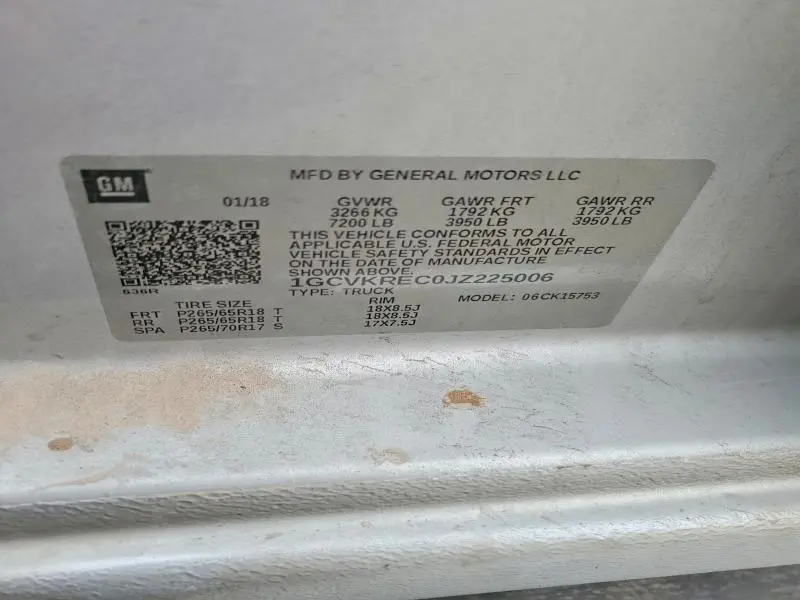 GM
MFD BY GENERAL MOTORS LLC
01/18 GVWR GAWR FRT GAWR RR
3266 KG 1792 KG 1792 KG
7200 LB 3950 LB 3950 LB
THIS VEHICLE CONFORMS TO ALL
APPLICABLE U.S. FEDERAL MOTOR
VEHICLE SAFETY STANDARDS IN EFFECT
ON THE DATE OF MANUFACTURE
SHOWN ABOVE.
1GCVKREC0JZ225006
636R
TYPE: TRUCK MODEL: 06CK15753
TIRE SIZE RIM
FRT P265/65R18 T 18X8.5J
RR P265/65R18 T 18X8.5J
SPA P265/70R17 S 17X7.5J